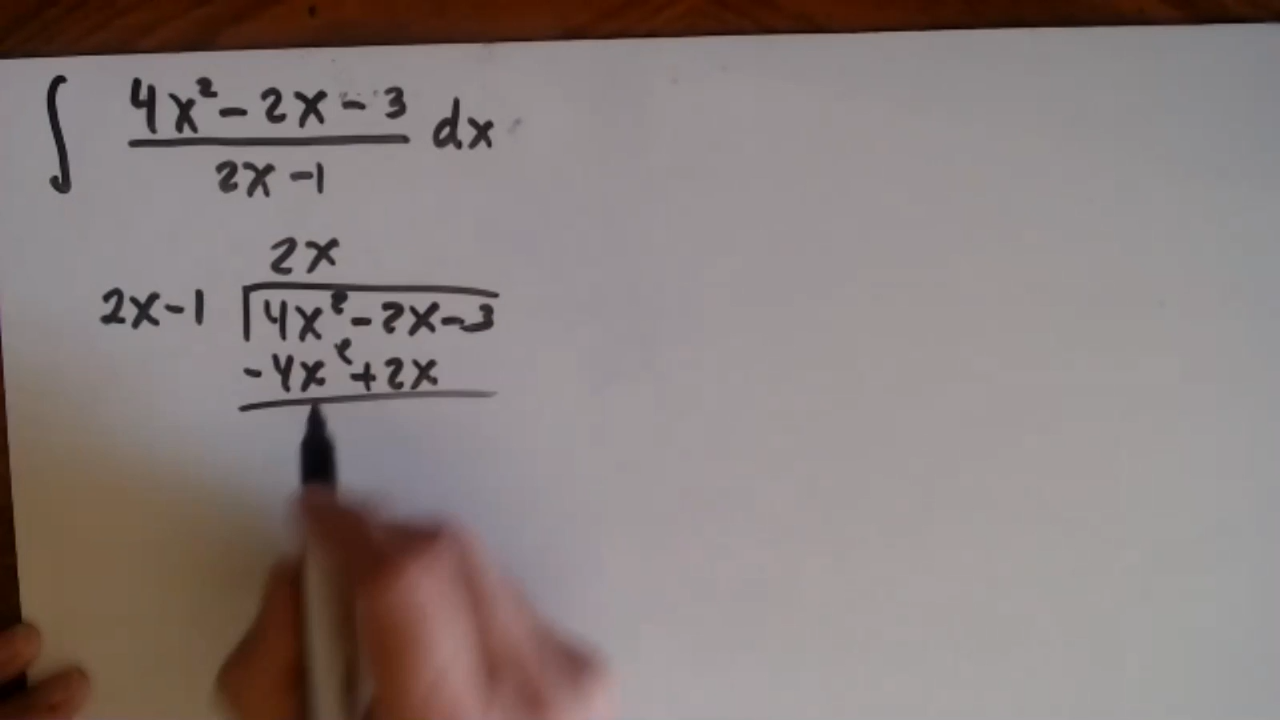 ∫ 4x² - 2x - 3 dx
2x - 1
2x
2x - 1 4x² - 2x - 3
- 4x² + 2x